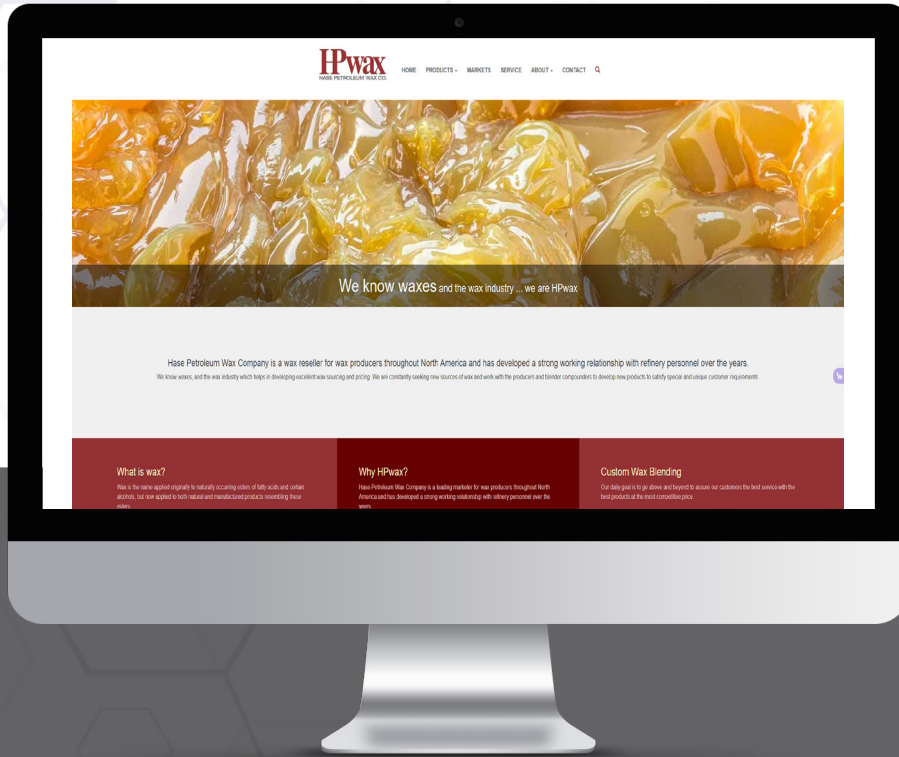 HPwax
HASE PETROLEUM WAX CO.
HOME PRODUCTS MARKETS SERVICE ABOUT CONTACT
We know waxes and the wax industry ... we are HPwax
Hase Petroleum Wax Company is a wax reseller for wax producers throughout North America and has developed a strong working relationship with refinery personnel over the years.
We know waxes, and the wax industry which helps in developing excellent wax sourcing and pricing. We are constantly seeking new sources of wax and work with the producers and blender compounders to develop new products to satisfy special and unique customer requirements.
What is wax?
Wax is the name applied originally to naturally occurring esters of fatty acids and certain
alcohols, but now applied to both natural and manufactured products resembling these
esters.
Why HPwax?
Hase Petroleum Wax Company is a leading marketer for wax producers throughout North
America and has developed a strong working relationship with refinery personnel over the
years.
Custom Wax Blending
Our daily goal is to go above and beyond to assure our customers the best service with the
best products at the most competitive price.